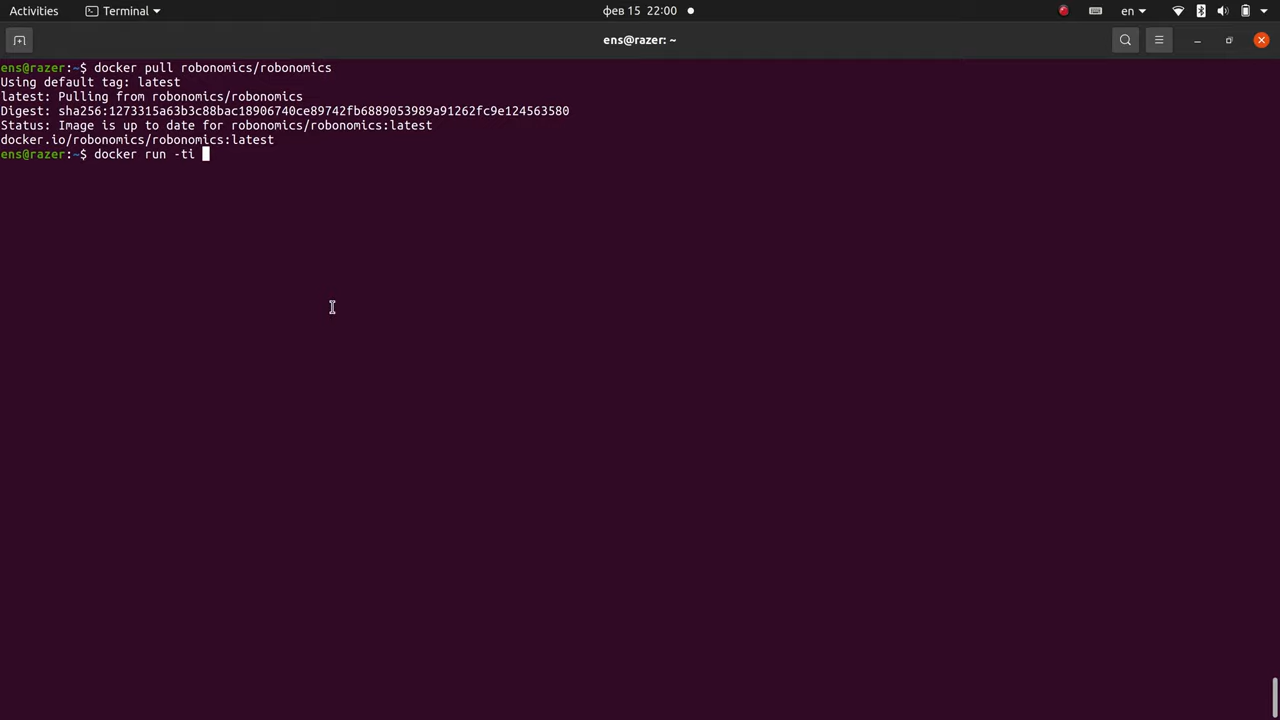 Activities Terminal фев 15 22:00 en
ens@razer: ~
ens@razer:~$ docker pull robonomics/robonomics
Using default tag: latest
latest: Pulling from robonomics/robonomics
Digest: sha256:1273315a63b3c88bac18906740ce89742fb6889053989a91262fc9e124563580
Status: Image is up to date for robonomics/robonomics:latest
docker.io/robonomics/robonomics:latest
ens@razer:~$ docker run -ti